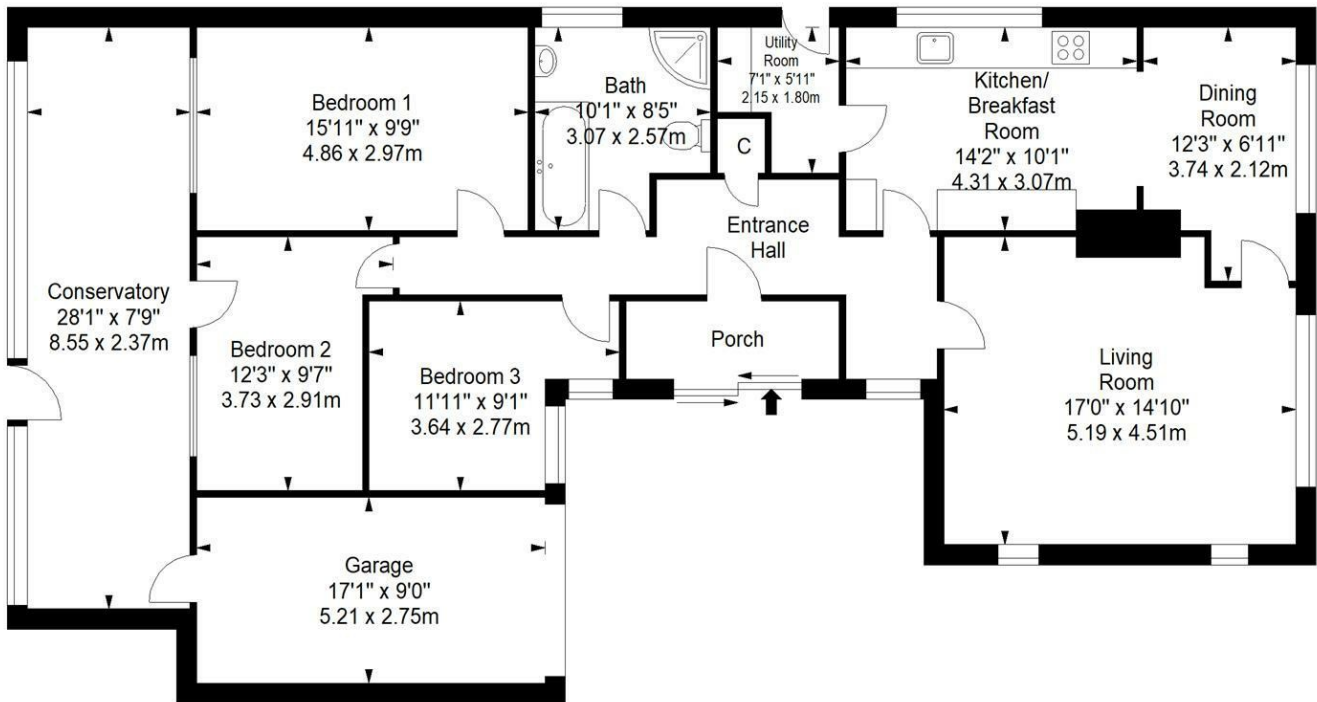 Bedroom 1
15'11" x 9'9"
4.86 x 2.97m
Bath
10'1" x 8'5"
3.07 x 2.57m
Utility
Room
7'1" x 5'11"
2.15 x 1.80m
C
Kitchen/
Breakfast
Room
14'2" x 10'1"
4.31 x 3.07m
Dining
Room
12'3" x 6'11"
3.74 x 2.12m
Entrance
Hall
Conservatory
28'1" x 7'9"
8.55 x 2.37m
Bedroom 2
12'3" x 9'7"
3.73 x 2.91m
Bedroom 3
11'11" x 9'1"
3.64 x 2.77m
Porch
Living
Room
17'0" x 14'10"
5.19 x 4.51m
Garage
17'1" x 9'0"
5.21 x 2.75m